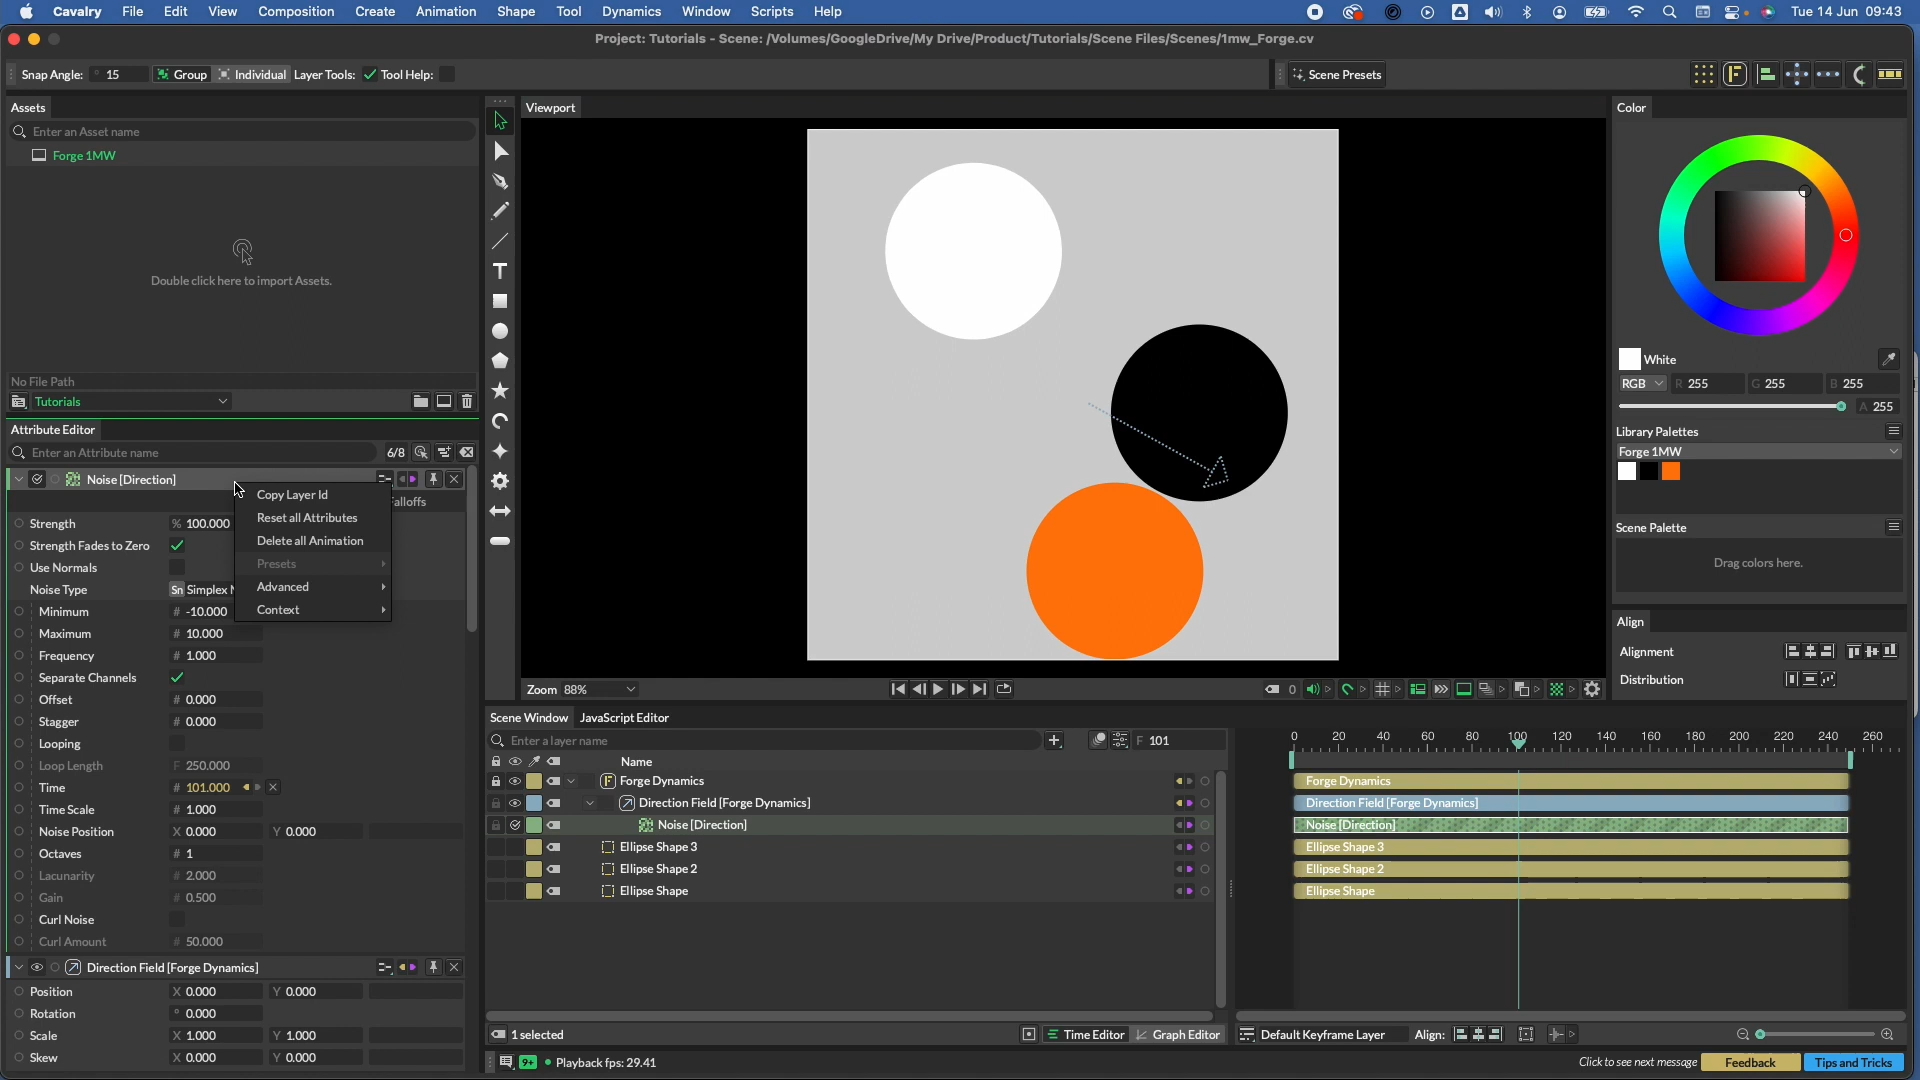 Cavalry File Edit View Composition Create Animation Shape Tool Dynamics Window Scripts Help Tue 14 Jun 09:43
Project: Tutorials - Scene: /Volumes/GoogleDrive/My Drive/Product/Tutorials/Scene Files/Scenes/1mw_Forge.cv
Snap Angle: ° 15 Group Individual Layer Tools: Tool Help: Scene Presets
Assets
Enter an Asset name
Forge 1MW
Double click here to import Assets.
No File Path
Tutorials
Attribute Editor
Enter an Attribute name 6/8
Noise [Direction]
Falloffs
Strength % 100.000
Strength Fades to Zero
Use Normals
Noise Type Sn Simplex
Minimum # -10.000
Maximum # 10.000
Frequency # 1.000
Separate Channels
Offset # 0.000
Stagger # 0.000
Looping
Loop Length F 250.000
Time # 101.000
Time Scale # 1.000
Noise Position X 0.000 Y 0.000
Octaves # 1
Lacunarity # 2.000
Gain # 0.500
Curl Noise
Curl Amount # 50.000
Copy Layer Id
Reset all Attributes
Delete all Animation
Presets
Advanced
Context
Direction Field [Forge Dynamics]
Position X 0.000 Y 0.000
Rotation ° 0.000
Scale X 1.000 Y 1.000
Skew X 0.000 Y 0.000
Viewport
Zoom 88%
0
Scene Window JavaScript Editor
Enter a layer name F 101
Name
Forge Dynamics
Direction Field [Forge Dynamics]
Noise [Direction]
Ellipse Shape 3
Ellipse Shape 2
Ellipse Shape
0 20 40 60 80 100 120 140 160 180 200 220 240 260
Forge Dynamics
Direction Field [Forge Dynamics]
Noise [Direction]
Ellipse Shape 3
Ellipse Shape 2
Ellipse Shape
1 selected Time Editor Graph Editor Default Keyframe Layer Align:
9+ Playback fps: 29.41 Click to see next message Feedback Tips and Tricks
Color
White
RGB R 255 G 255 B 255
A 255
Library Palettes
Forge 1MW
Scene Palette
Drag colors here.
Align
Alignment
Distribution